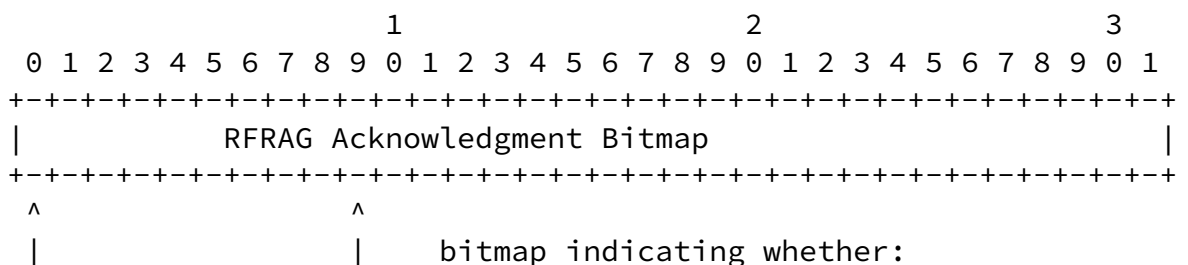 1                   2                   3
 0 1 2 3 4 5 6 7 8 9 0 1 2 3 4 5 6 7 8 9 0 1 2 3 4 5 6 7 8 9 0 1
+-+-+-+-+-+-+-+-+-+-+-+-+-+-+-+-+-+-+-+-+-+-+-+-+-+-+-+-+-+-+-+-+
|           RFRAG Acknowledgment Bitmap                         |
+-+-+-+-+-+-+-+-+-+-+-+-+-+-+-+-+-+-+-+-+-+-+-+-+-+-+-+-+-+-+-+-+
 ^                 ^
 |                 |    bitmap indicating whether: